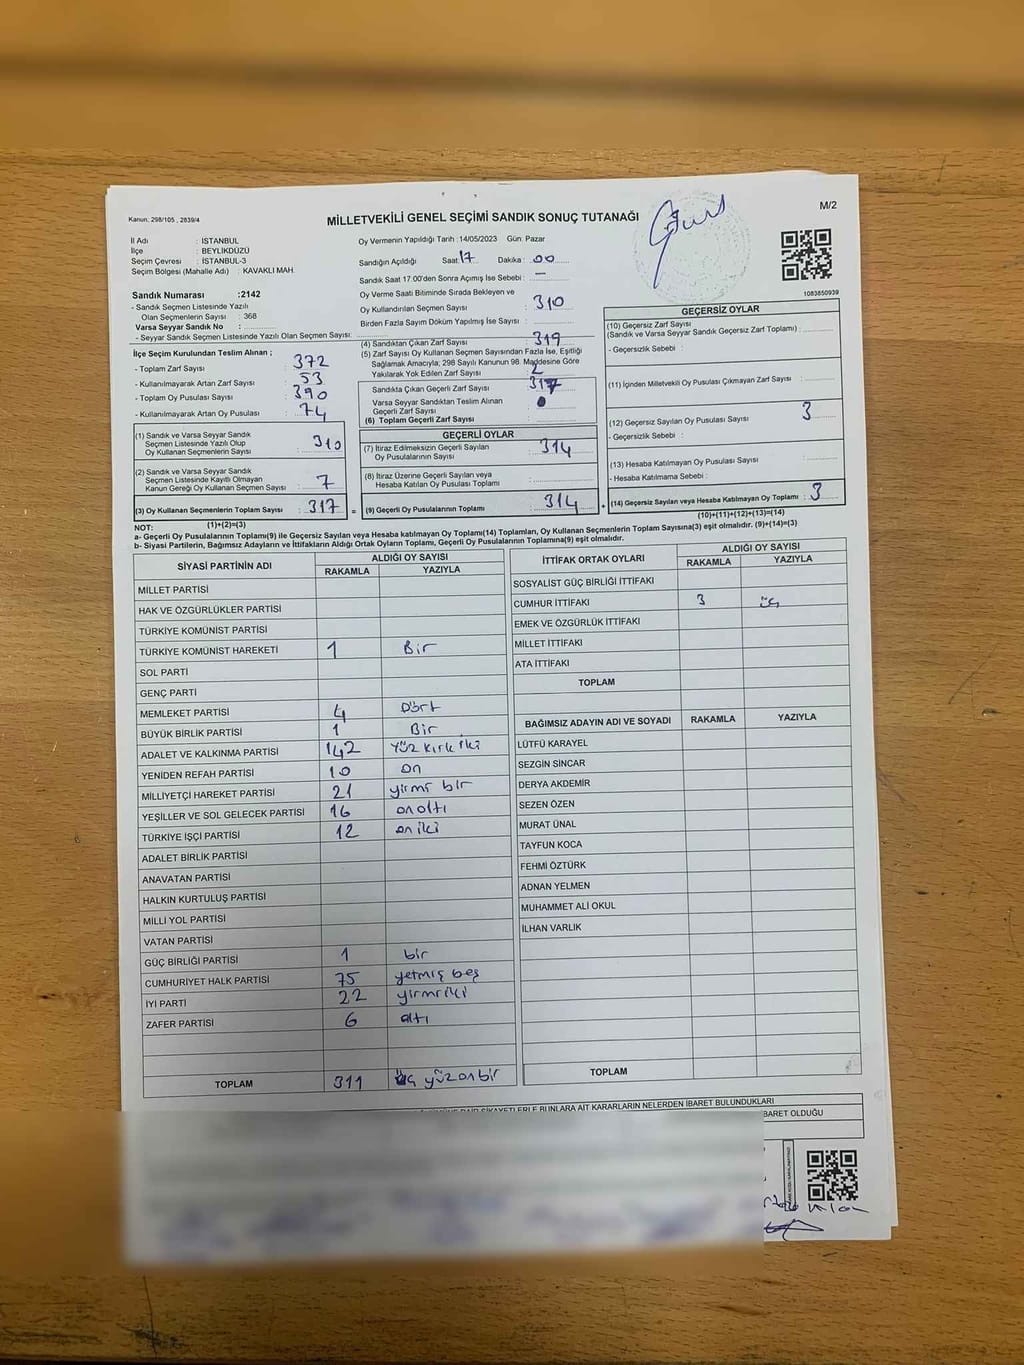 Kanun: 298/105 , 2839/4
MİLLETVEKİLİ GENEL SEÇİMİ SANDIK SONUÇ TUTANAĞI
M/2
İl Adı : İSTANBUL
İlçe : BEYLİKDÜZÜ
Seçim Çevresi : İSTANBUL-3
Seçim Bölgesi (Mahalle Adı) : KAVAKLI MAH.
Sandık Numarası :2142
- Sandık Seçmen Listesinde Yazılı
Olan Seçmenlerin Sayısı : 368
Varsa Seyyar Sandık No :
- Seyyar Sandık Seçmen Listesinde Yazılı Olan Seçmen Sayısı:
Oy Vermenin Yapıldığı Tarih :14/05/2023 Gün: Pazar
Sandığın Açıldığı Saat: 17 Dakika : 00
Sandık Saat 17.00'den Sonra Açılmış İse Sebebi : —
Oy Verme Saati Bitiminde Sırada Bekleyen ve
Oy Kullandırılan Seçmen Sayısı : 310
Birden Fazla Sayım Döküm Yapılmış İse Sayısı :
1083850939
İlçe Seçim Kurulundan Teslim Alınan ;
- Toplam Zarf Sayısı : 372
- Kullanılmayarak Artan Zarf Sayısı : 53
- Toplam Oy Pusulası Sayısı : 390
- Kullanılmayarak Artan Oy Pusulası : 74
(1) Sandık ve Varsa Seyyar Sandık
Seçmen Listesinde Yazılı Olup
Oy Kullanan Seçmenlerin Sayısı : 310
(2) Sandık ve Varsa Seyyar Sandık
Seçmen Listesinde Kayıtlı Olmayan
Kanun Gereği Oy Kullanan Seçmen Sayısı : 7
(3) Oy Kullanan Seçmenlerin Toplam Sayısı : 317
(1)+(2)=(3)
(4) Sandıktan Çıkan Zarf Sayısı : 319
(5) Zarf Sayısı Oy Kullanan Seçmen Sayısından Fazla İse, Eşitliği
Sağlamak Amacıyla; 298 Sayılı Kanunun 98. Maddesine Göre
Yakılarak Yok Edilen Zarf Sayısı : 2
Sandıkta Çıkan Geçerli Zarf Sayısı : 317
Varsa Seyyar Sandıktan Teslim Alınan
Geçerli Zarf Sayısı :
(6) Toplam Geçerli Zarf Sayısı :
GEÇERLİ OYLAR
(7) İtiraz Edilmeksizin Geçerli Sayılan
Oy Pusulalarının Sayısı : 314
(8) İtiraz Üzerine Geçerli Sayılan veya
Hesaba Katılan Oy Pusulası Toplamı :
= (9) Geçerli Oy Pusulalarının Toplamı : 314
GEÇERSİZ OYLAR
(10) Geçersiz Zarf Sayısı
(Sandık ve Varsa Seyyar Sandık Geçersiz Zarf Toplamı) :
- Geçersizlik Sebebi :
(11) İçinden Milletvekili Oy Pusulası Çıkmayan Zarf Sayısı :
(12) Geçersiz Sayılan Oy Pusulası Sayısı : 3
- Geçersizlik Sebebi :
(13) Hesaba Katılmayan Oy Pusulası Sayısı :
- Hesaba Katılmama Sebebi :
+ (14) Geçersiz Sayılan veya Hesaba Katılmayan Oy Toplamı : 3
(10)+(11)+(12)+(13)=(14)
NOT:
a- Geçerli Oy Pusulalarının Toplamı(9) ile Geçersiz Sayılan veya Hesaba katılmayan Oy Toplamı(14) Toplamları, Oy Kullanan Seçmenlerin Toplam Sayısına(3) eşit olmalıdır. (9)+(14)=(3)
b- Siyasi Partilerin, Bağımsız Adayların ve İttifakların Aldığı Ortak Oyların Toplamı, Geçerli Oy Pusulalarının Toplamına(9) eşit olmalıdır.
SİYASİ PARTİNİN ADI
ALDIĞI OY SAYISI
RAKAMLA YAZIYLA
MİLLET PARTİSİ
HAK VE ÖZGÜRLÜKLER PARTİSİ
TÜRKİYE KOMÜNİST PARTİSİ
TÜRKİYE KOMÜNİST HAREKETİ 1 Bir
SOL PARTİ
GENÇ PARTİ
MEMLEKET PARTİSİ 4 Dört
BÜYÜK BİRLİK PARTİSİ 1 Bir
ADALET VE KALKINMA PARTİSİ 142 Yüz kırk iki
YENİDEN REFAH PARTİSİ 10 on
MİLLİYETÇİ HAREKET PARTİSİ 21 yirmi bir
YEŞİLLER VE SOL GELECEK PARTİSİ 16 on altı
TÜRKİYE İŞÇİ PARTİSİ 12 on iki
ADALET BİRLİK PARTİSİ
ANAVATAN PARTİSİ
HALKIN KURTULUŞ PARTİSİ
MİLLİ YOL PARTİSİ
VATAN PARTİSİ
GÜÇ BİRLİĞİ PARTİSİ 1 bir
CUMHURİYET HALK PARTİSİ 75 yetmiş beş
İYİ PARTİ 22 yirmi iki
ZAFER PARTİSİ 6 altı
TOPLAM 311 üç yüz on bir
İTTİFAK ORTAK OYLARI
ALDIĞI OY SAYISI
RAKAMLA YAZIYLA
SOSYALİST GÜÇ BİRLİĞİ İTTİFAKI
CUMHUR İTTİFAKI 3 üç
EMEK VE ÖZGÜRLÜK İTTİFAKI
MİLLET İTTİFAKI
ATA İTTİFAKI
TOPLAM
BAĞIMSIZ ADAYIN ADI VE SOYADI RAKAMLA YAZIYLA
LÜTFÜ KARAYEL
SEZGİN SİNCAR
DERYA AKDEMİR
SEZEN ÖZEN
MURAT ÜNAL
TAYFUN KOCA
FEHMİ ÖZTÜRK
ADNAN YELMEN
MUHAMMET ALİ OKUL
İLHAN VARLIK
TOPLAM
BUNLARA AİT KARARLARIN NELERDEN İBARET BULUNDUKLARI
İBARET OLDUĞU